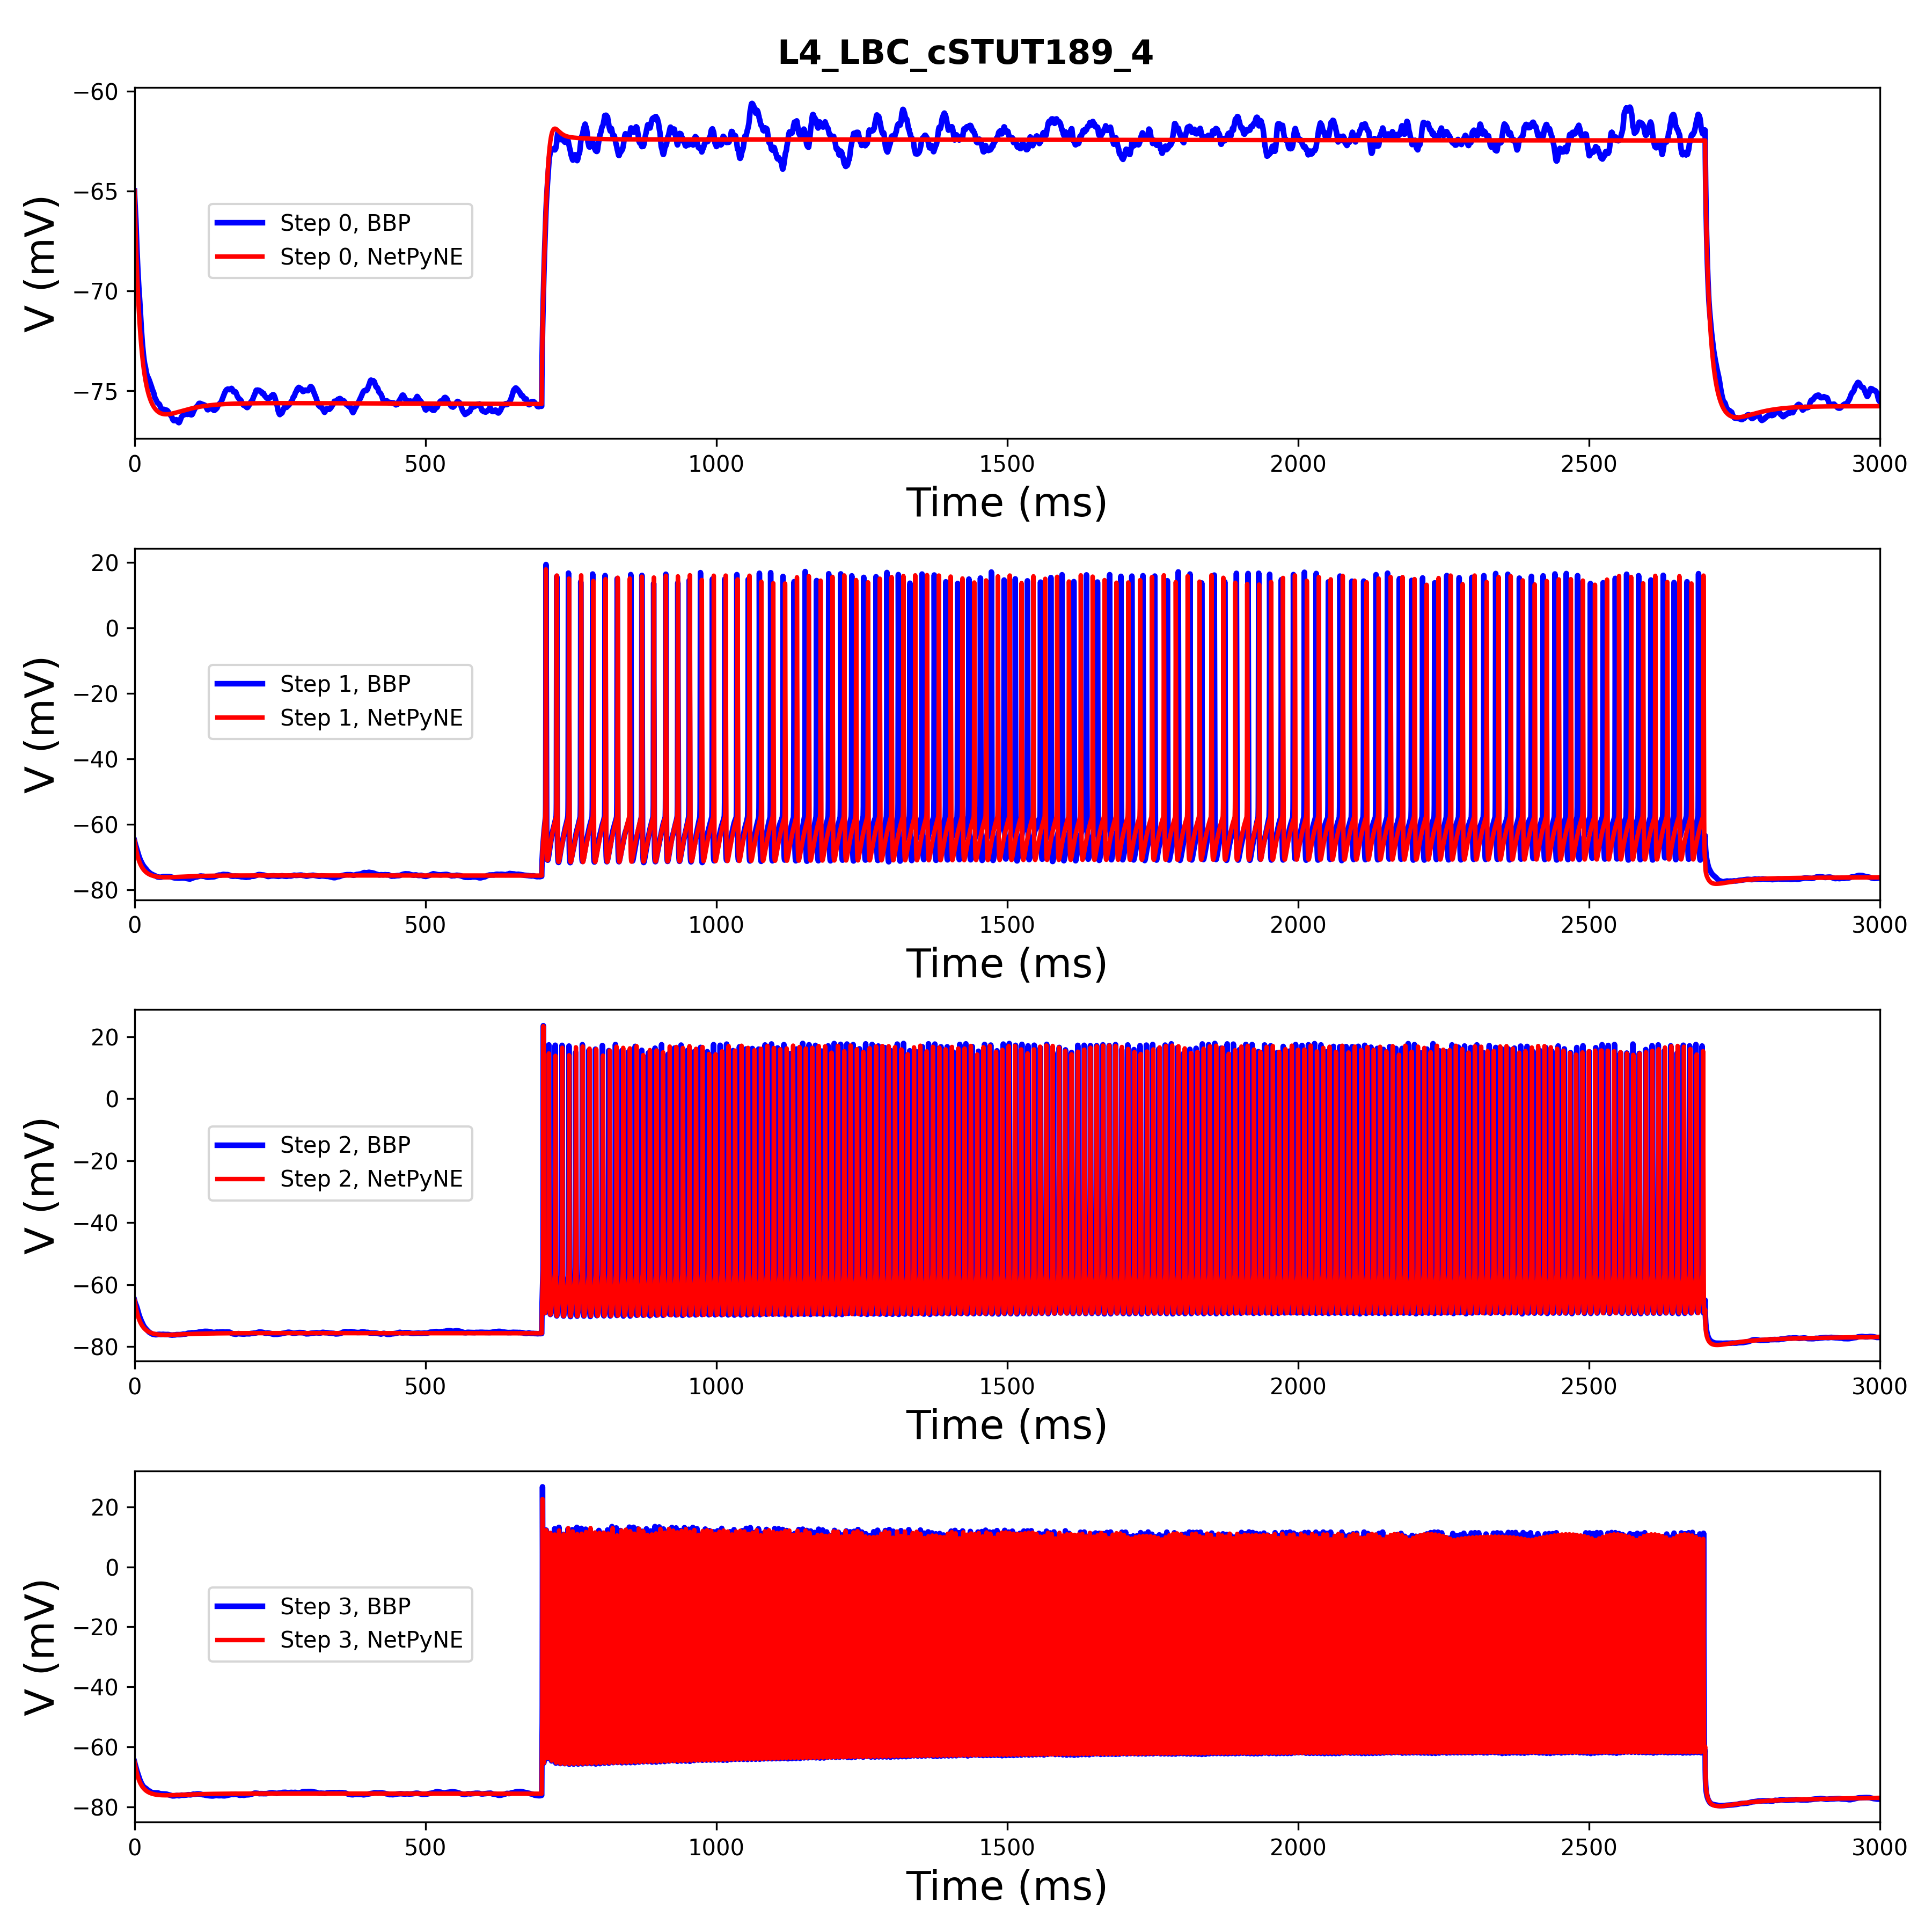 L4_LBC_cSTUT189_4
−60
−65
−70
−75
V (mV)
Step 0, BBP
Step 0, NetPyNE
0 500 1000 1500 2000 2500 3000
Time (ms)
20
0
−20
−40
−60
−80
V (mV)
Step 1, BBP
Step 1, NetPyNE
0 500 1000 1500 2000 2500 3000
Time (ms)
20
0
−20
−40
−60
−80
V (mV)
Step 2, BBP
Step 2, NetPyNE
0 500 1000 1500 2000 2500 3000
Time (ms)
20
0
−20
−40
−60
−80
V (mV)
Step 3, BBP
Step 3, NetPyNE
0 500 1000 1500 2000 2500 3000
Time (ms)